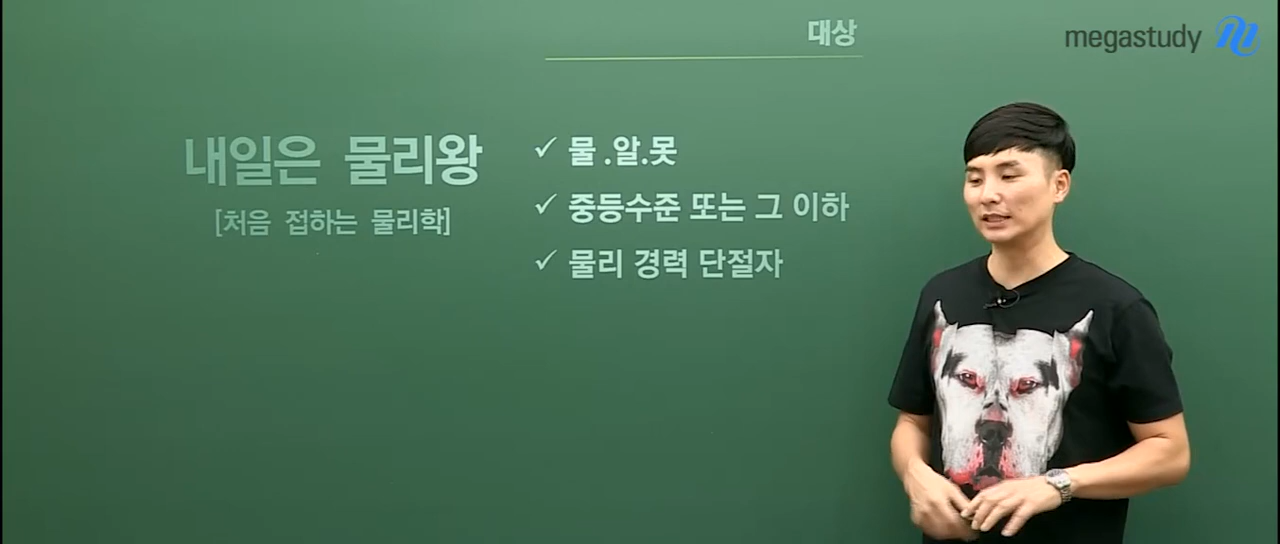 대상
megastudy
내일은 물리왕
[처음 접하는 물리학]
✓ 물.알.못
✓ 중등수준 또는 그 이하
✓ 물리 경력 단절자